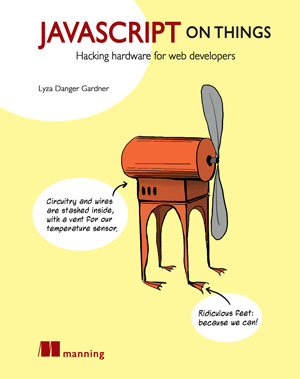 JAVASCRIPT ON THINGS
Hacking hardware for web developers
Lyza Danger Gardner
Circuitry and wires
are stashed inside,
with a vent for our
temperature sensor.
Ridiculous feet:
because we can!
manning